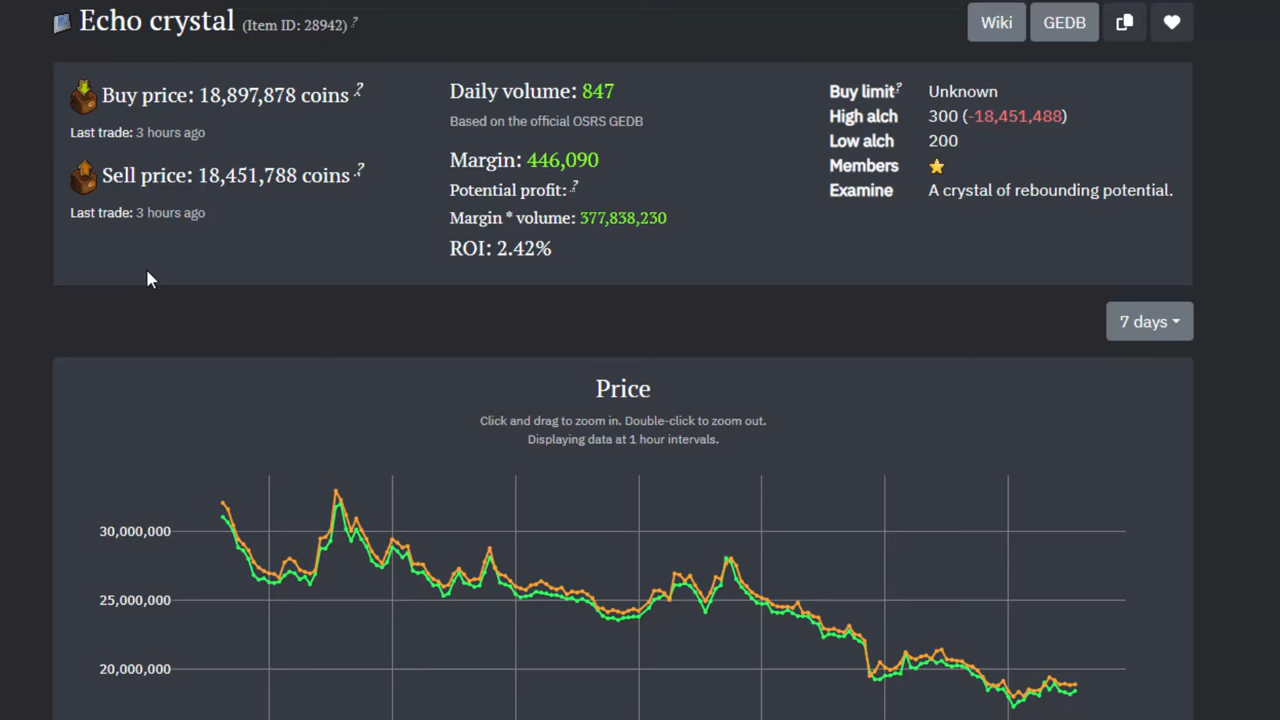 Echo crystal (Item ID: 28942) ?
Wiki
GEDB
Buy price: 18,897,878 coins ?
Last trade: 3 hours ago
Sell price: 18,451,788 coins ?
Last trade: 3 hours ago
Daily volume: 847
Based on the official OSRS GEDB
Margin: 446,090
Potential profit: ?
Margin * volume: 377,838,230
ROI: 2.42%
Buy limit? Unknown
High alch 300 (-18,451,488)
Low alch 200
Members
Examine A crystal of rebounding potential.
7 days
Price
Click and drag to zoom in. Double-click to zoom out.
Displaying data at 1 hour intervals.
30,000,000
25,000,000
20,000,000